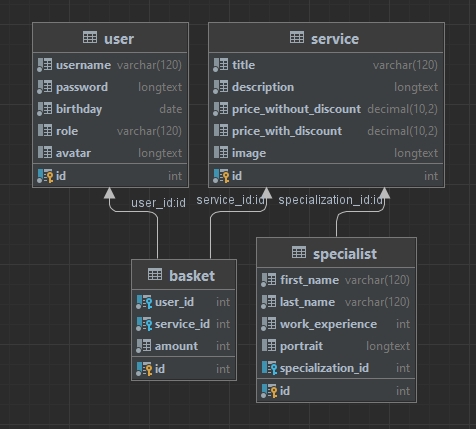 user
username varchar(120)
password longtext
birthday date
role varchar(120)
avatar longtext
id int
service
title varchar(120)
description longtext
price_without_discount decimal(10,2)
price_with_discount decimal(10,2)
image longtext
id int
user_id:id
service_id:id
specialization_id:id
basket
user_id int
service_id int
amount int
id int
specialist
first_name varchar(120)
last_name varchar(120)
work_experience int
portrait longtext
specialization_id int
id int